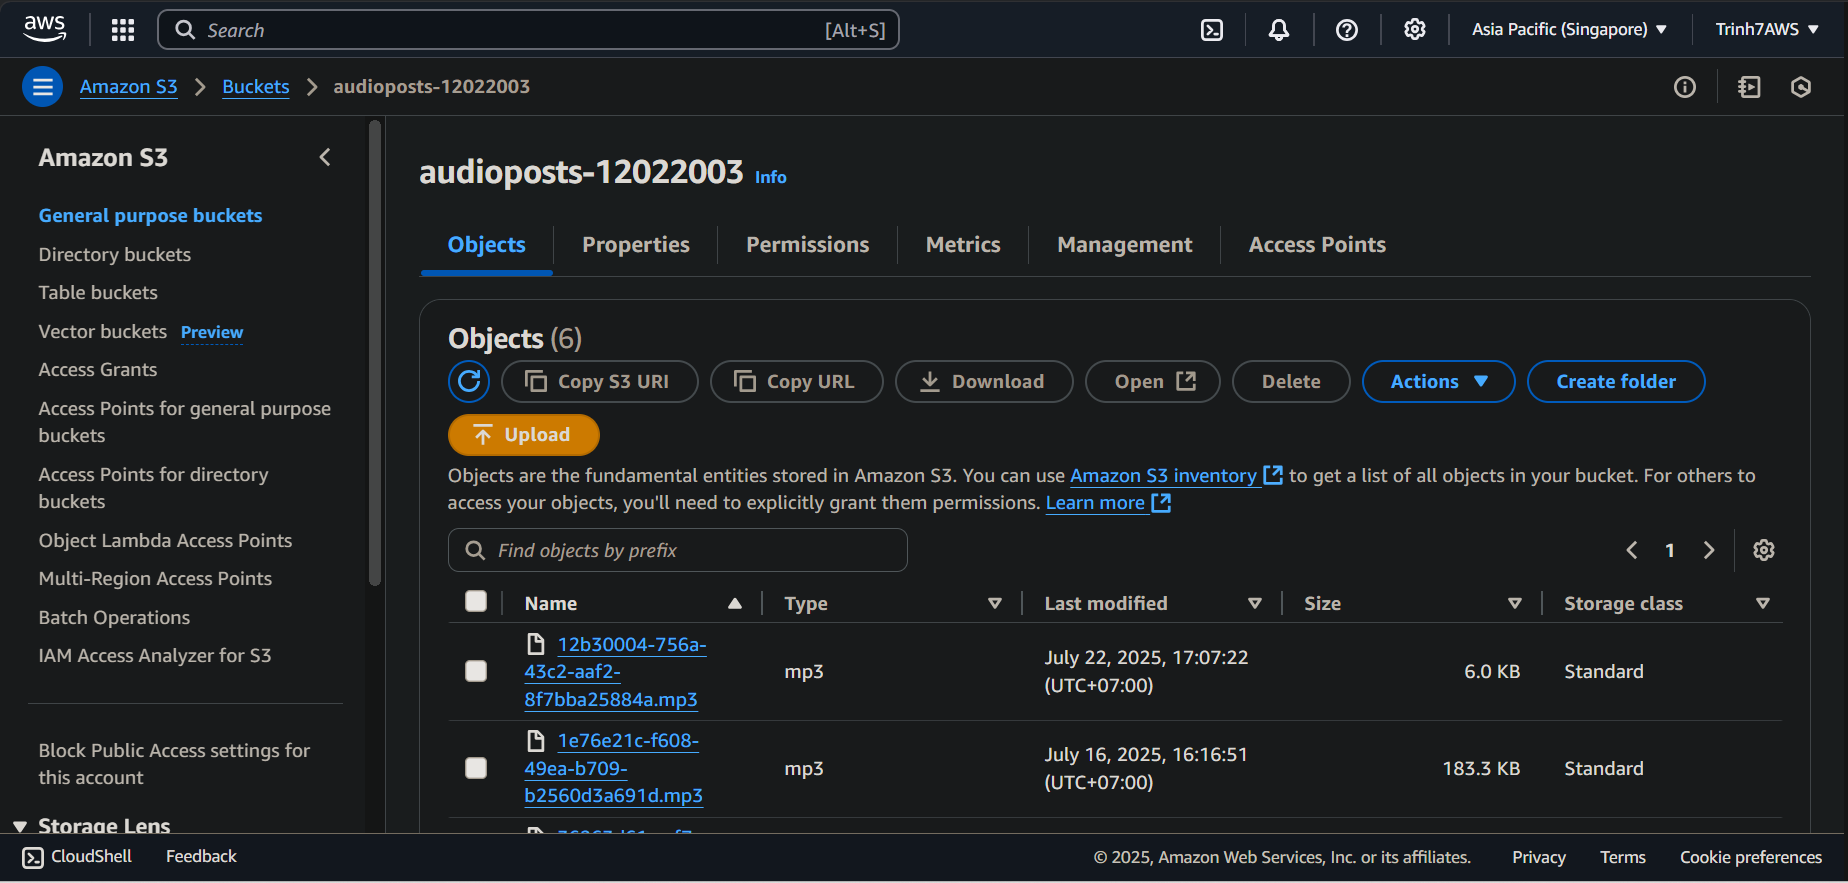 aws
Search
[Alt+S]
Asia Pacific (Singapore)
Trinh7AWS
Amazon S3
Buckets
audioposts-12022003
Amazon S3
General purpose buckets
Directory buckets
Table buckets
Vector buckets Preview
Access Grants
Access Points for general purpose
buckets
Access Points for directory
buckets
Object Lambda Access Points
Multi-Region Access Points
Batch Operations
IAM Access Analyzer for S3
Block Public Access settings for
this account
Storage Lens
audioposts-12022003 Info
Objects
Properties
Permissions
Metrics
Management
Access Points
Objects (6)
Copy S3 URI
Copy URL
Download
Open
Delete
Actions
Create folder
Upload
Objects are the fundamental entities stored in Amazon S3. You can use Amazon S3 inventory to get a list of all objects in your bucket. For others to
access your objects, you'll need to explicitly grant them permissions. Learn more
Find objects by prefix
1
Name
Type
Last modified
Size
Storage class
12b30004-756a-
43c2-aaf2-
8f7bba25884a.mp3
mp3
July 22, 2025, 17:07:22
(UTC+07:00)
6.0 KB
Standard
1e76e21c-f608-
49ea-b709-
b2560d3a691d.mp3
mp3
July 16, 2025, 16:16:51
(UTC+07:00)
183.3 KB
Standard
CloudShell
Feedback
© 2025, Amazon Web Services, Inc. or its affiliates.
Privacy
Terms
Cookie preferences